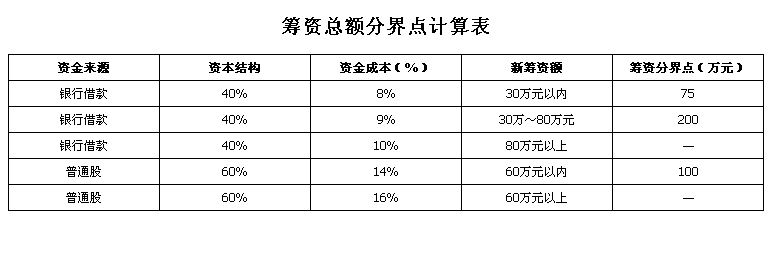 筹资总额分界点计算表
资金来源 资本结构 资金成本（%） 新筹资额 筹资分界点（万元）
银行借款 40% 8% 30万元以内 75
银行借款 40% 9% 30万～80万元 200
银行借款 40% 10% 80万元以上 —
普通股 60% 14% 60万元以内 100
普通股 60% 16% 60万元以上 —